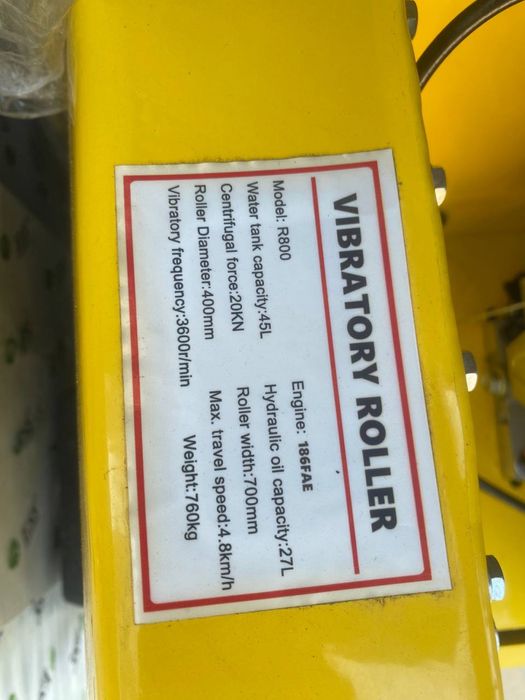 VIBRATORY ROLLER
Model: R800 Engine: 186FAE
Water tank capacity:45L Hydraulic oil capacity:27L
Centrifugal force:20KN Roller width:700mm
Roller Diameter:400mm Max. travel speed:4.8km/h
Vibratory frequency:3600r/min Weight:760kg